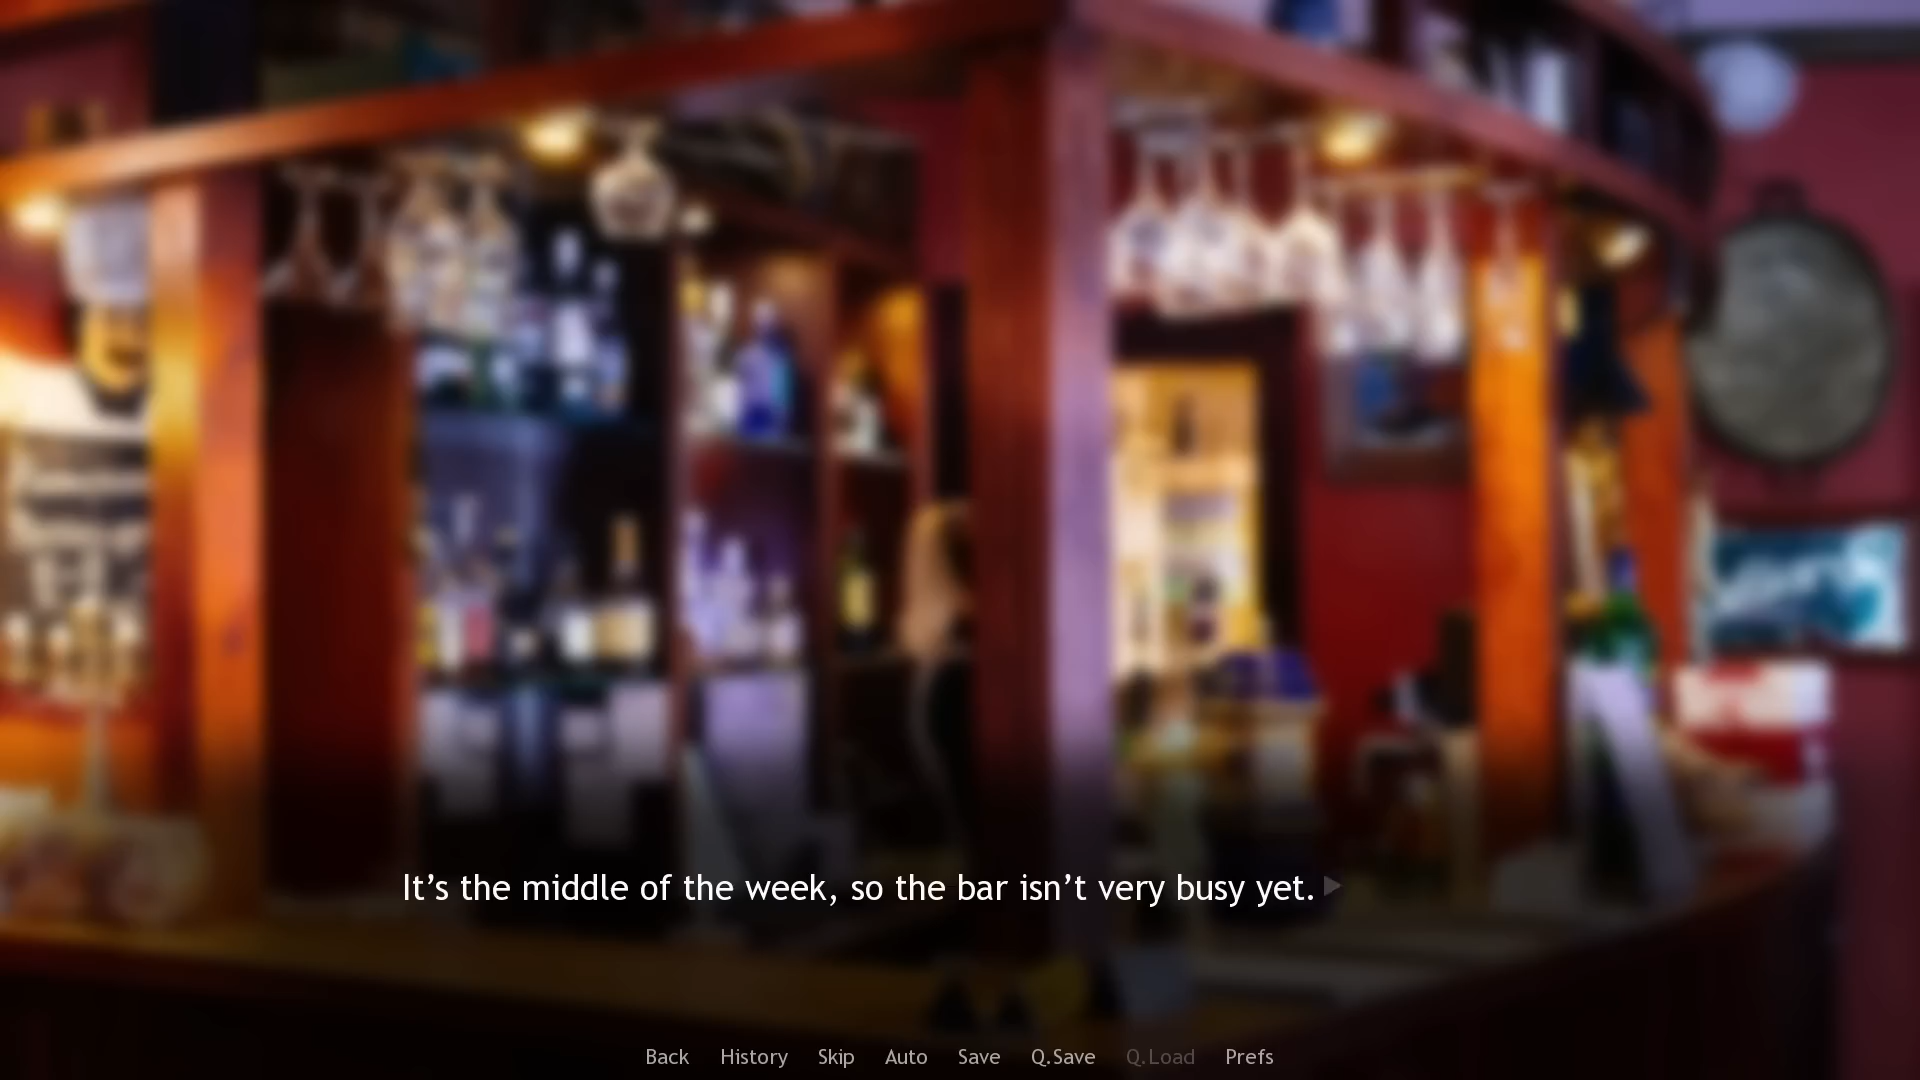 It’s the middle of the week, so the bar isn’t very busy yet.
Back History Skip Auto Save Q.Save Q.Load Prefs